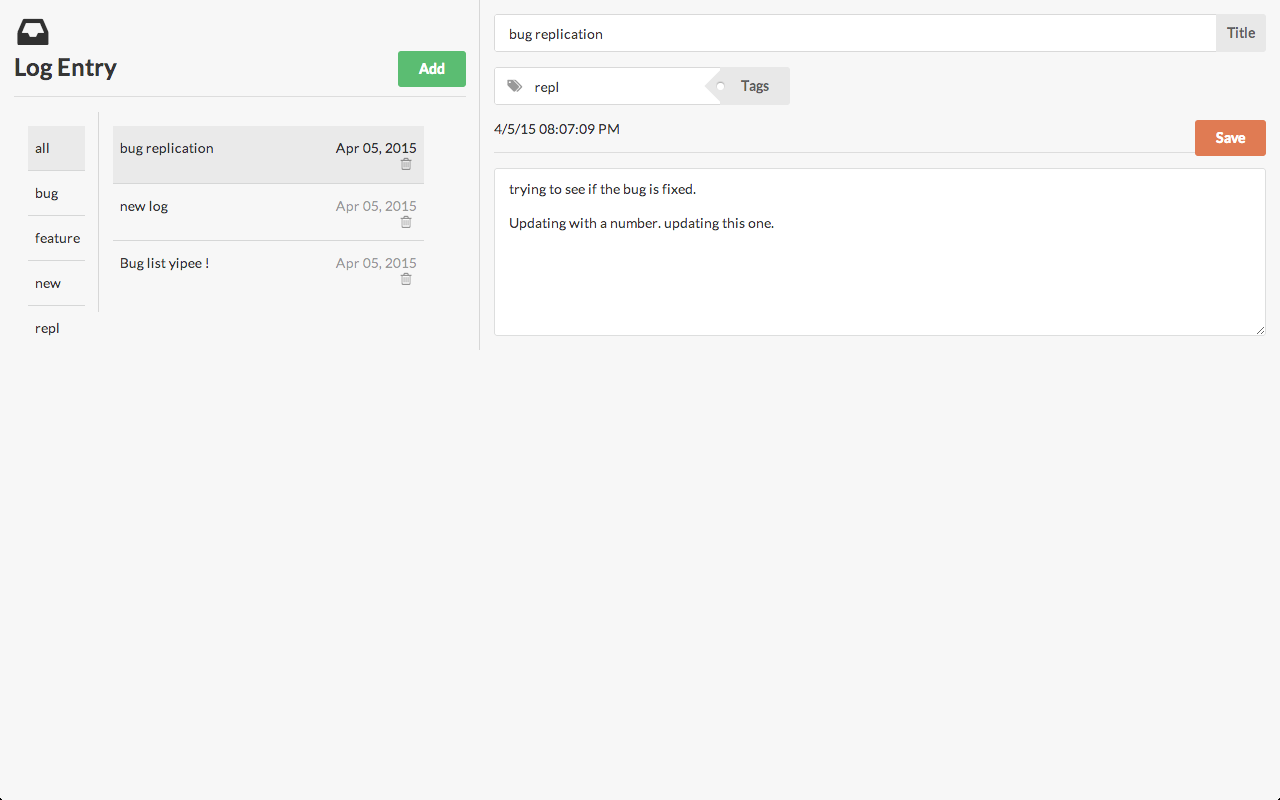 Log Entry
Add
all
bug
feature
new
repl
bug replication
Apr 05, 2015
new log
Apr 05, 2015
Bug list yipee !
Apr 05, 2015
bug replication
Title
repl
Tags
4/5/15 08:07:09 PM
Save
trying to see if the bug is fixed.
Updating with a number. updating this one.